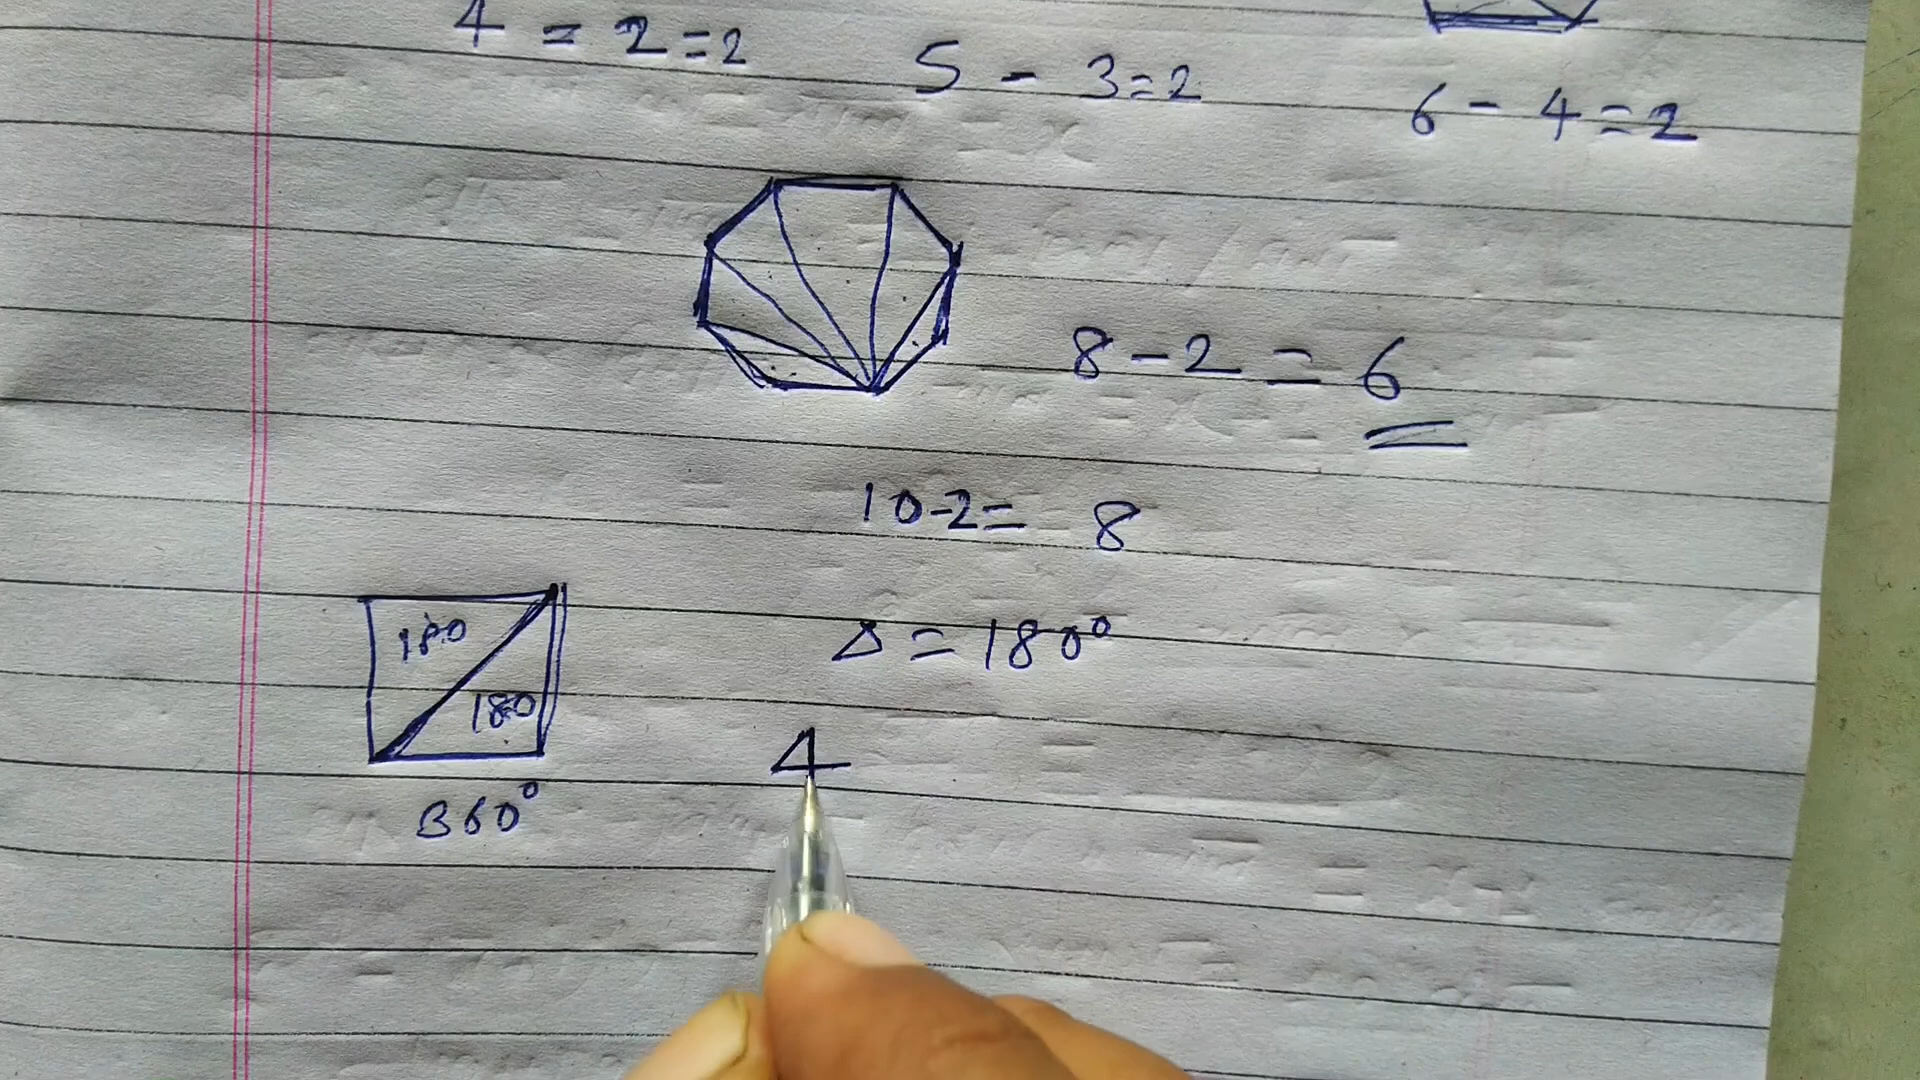 4 = 2=2
5 - 3=2
6 - 4=2
8-2 = 6
10-2= 8
180
180
360°
Δ = 180°
4